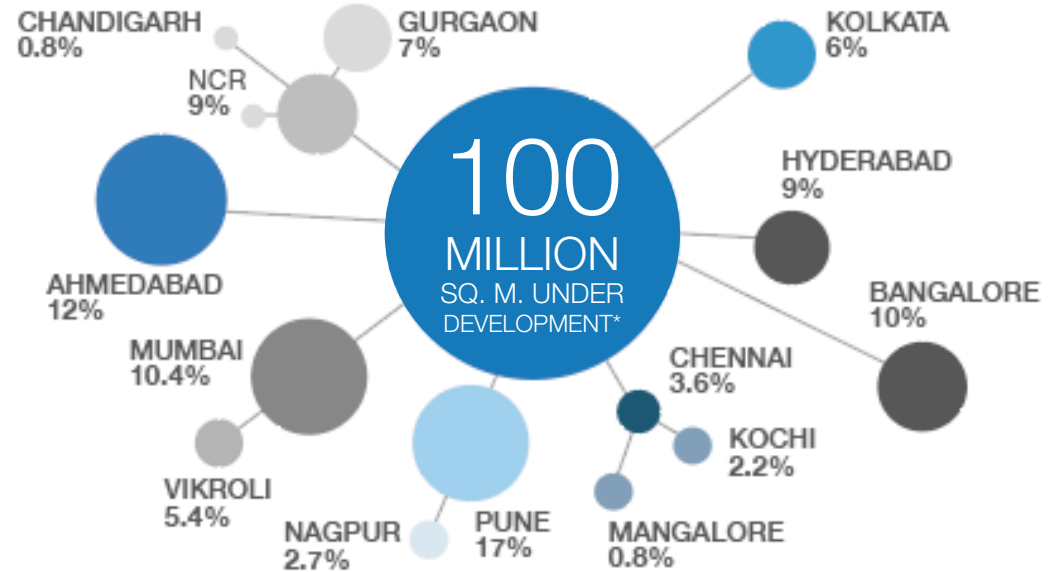 CHANDIGARH
0.8%
GURGAON
7%
NCR
9%
KOLKATA
6%
HYDERABAD
9%
BANGALORE
10%
100
MILLION
SQ. M. UNDER
DEVELOPMENT*
AHMEDABAD
12%
MUMBAI
10.4%
VIKROLI
5.4%
NAGPUR
2.7%
PUNE
17%
CHENNAI
3.6%
KOCHI
2.2%
MANGALORE
0.8%